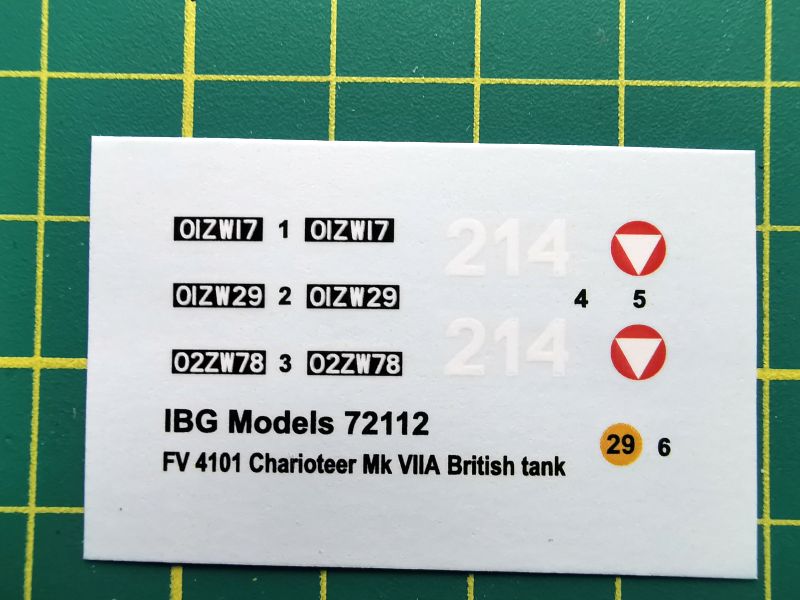 01ZW17 1 01ZW17
214
01ZW29 2 01ZW29
4 5
214
02ZW78 3 02ZW78
IBG Models 72112
29 6
FV 4101 Charioteer Mk VIIA British tank